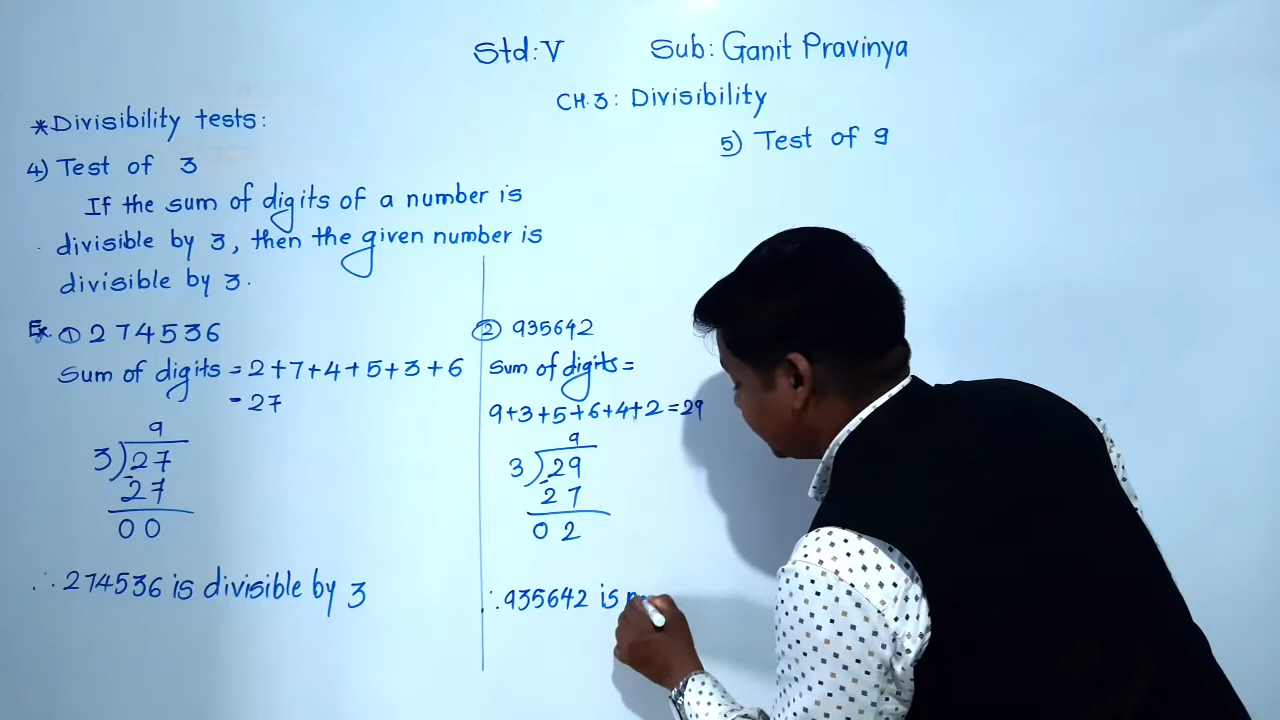 Std: V Sub: Ganit Pravinya
CH. 3: Divisibility
*Divisibility tests:
4) Test of 3
If the sum of digits of a number is
divisible by 3, then the given number is
divisible by 3.
Ex. ① 274536
Sum of digits = 2+7+4+5+3+6
= 27
9
3)27
27
00
∴ 274536 is divisible by 3
② 935642
Sum of digits =
9+3+5+6+4+2=29
9
3)29
27
02
∴ 935642 is
5) Test of 9